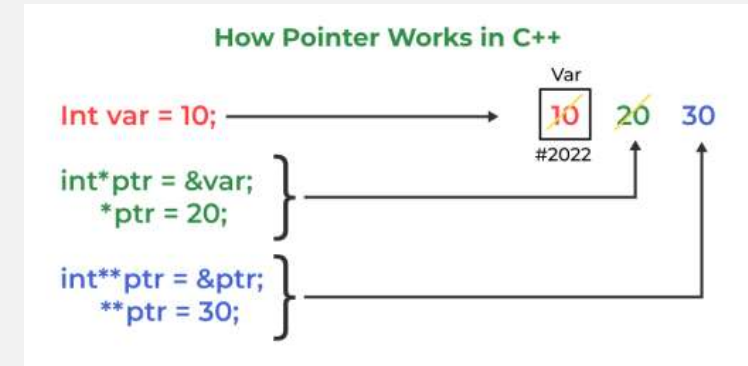 How Pointer Works in C++
Var
Int var = 10;
10 20 30
#2022
int*ptr = &var;
*ptr = 20;
int**ptr = &ptr;
**ptr = 30;